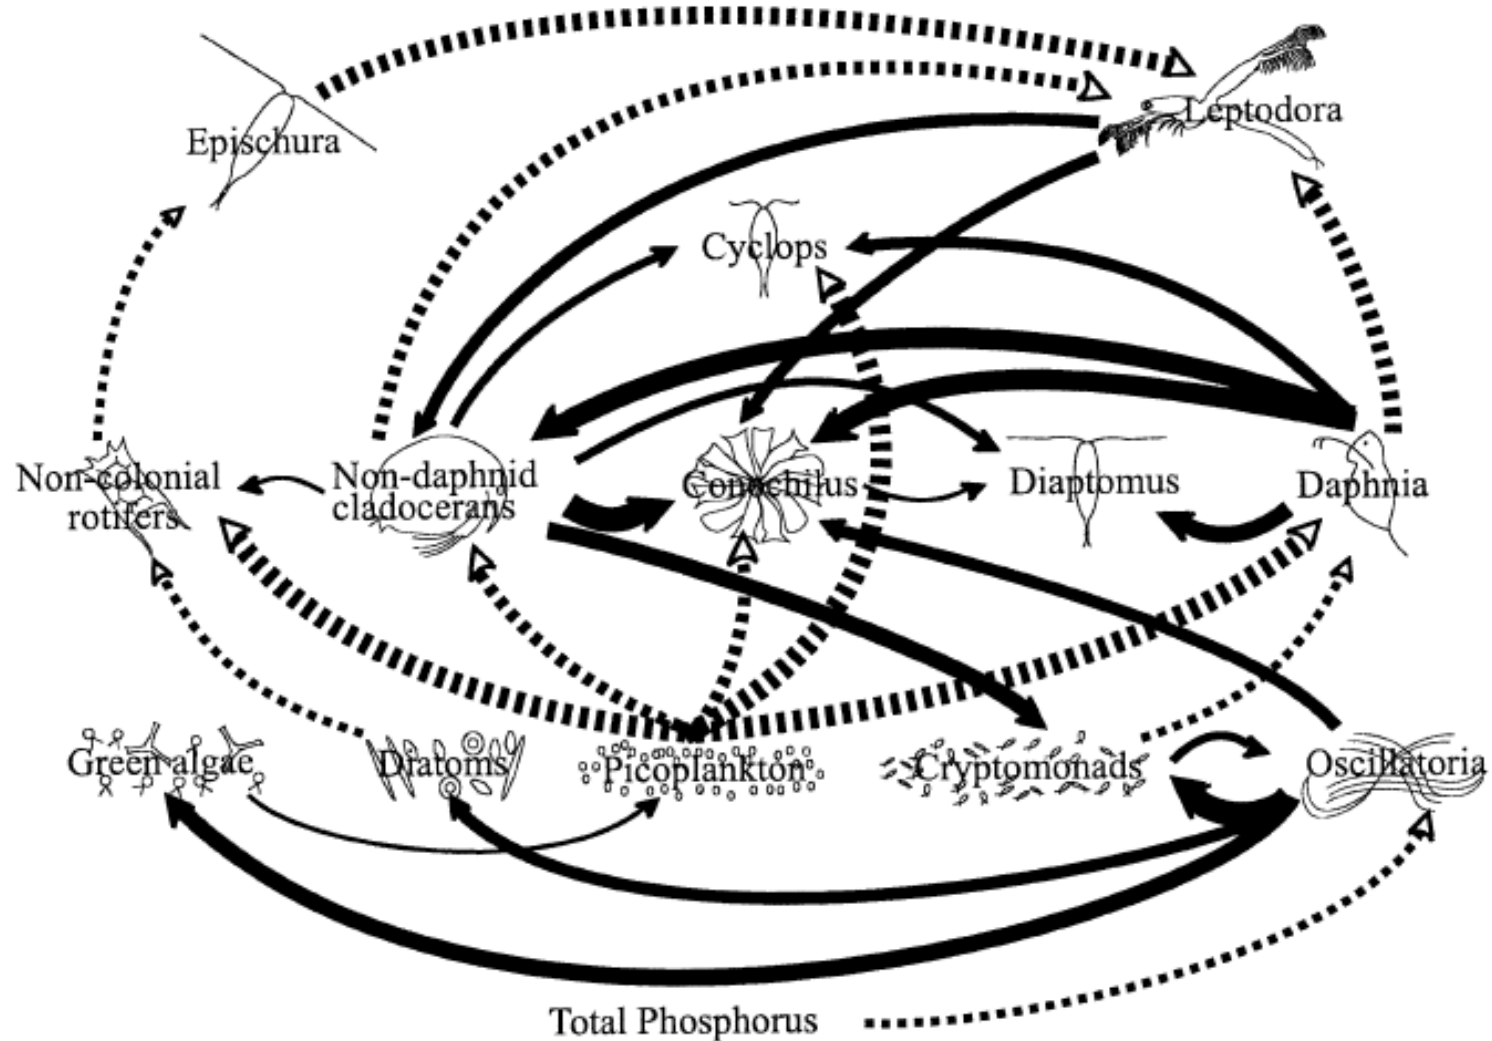 Leptodora
Epischura
Cyclops
Non-colonial
rotifers
Non-daphnid
cladocerans
Conochilus
Diaptomus
Daphnia
Green algae
Diatoms
Picoplankton
Cryptomonads
Oscillatoria
Total Phosphorus